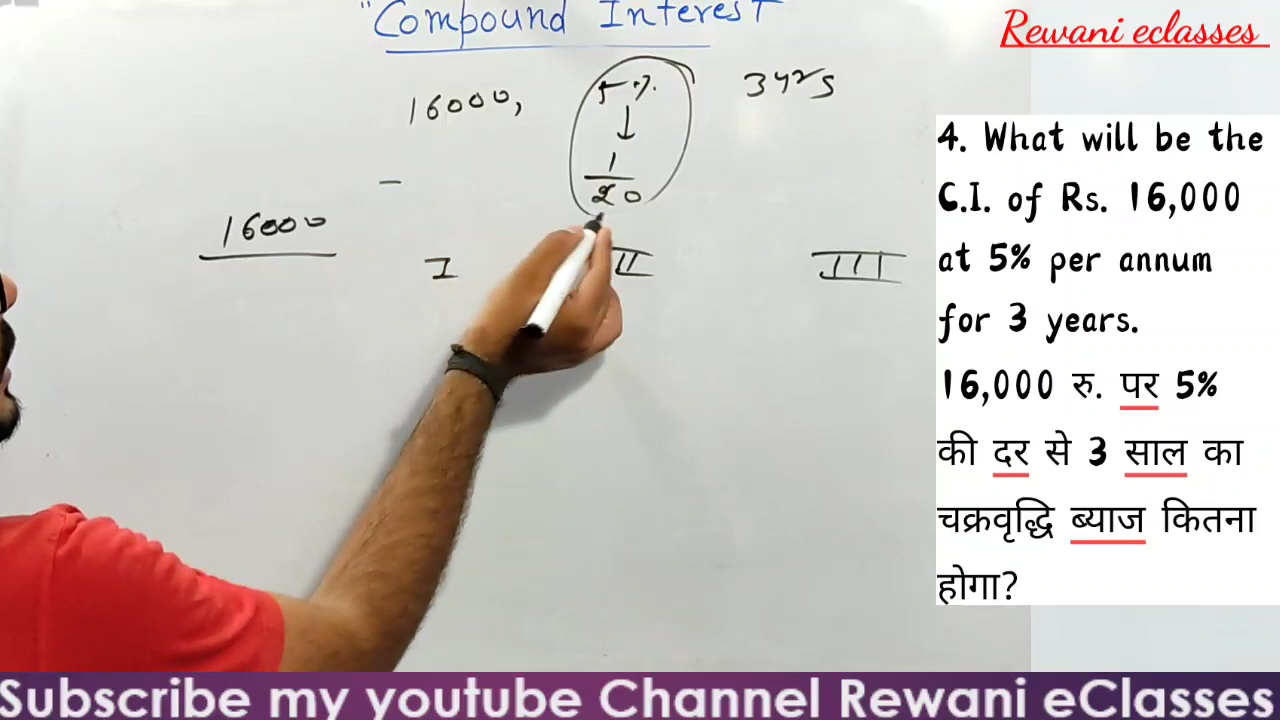 "Compound Interest
Rewani eclasses
16000, 5%. 3yrs
↓
1
20
16000
I II III
4. What will be the
C.I. of Rs. 16,000
at 5% per annum
for 3 years.
16,000 रु. पर 5%
की दर से 3 साल का
चक्रवृद्धि ब्याज कितना
होगा?
Subscribe my youtube Channel Rewani eClasses